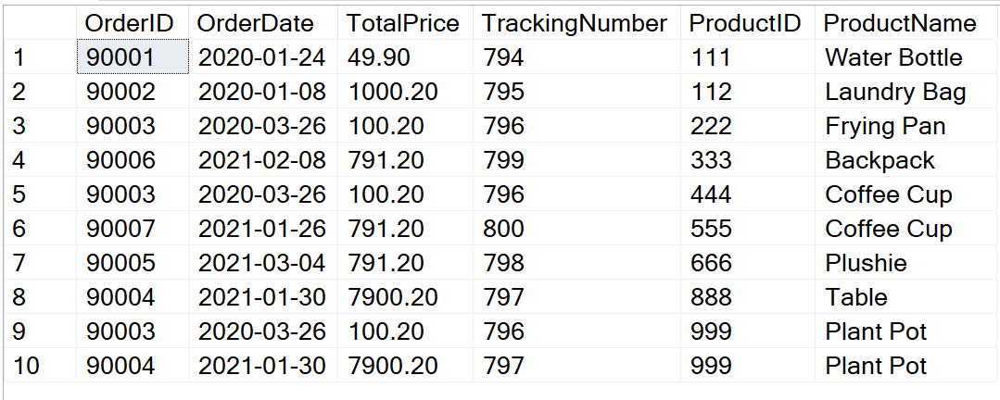 OrderID OrderDate TotalPrice TrackingNumber ProductID ProductName
1 90001 2020-01-24 49.90 794 111 Water Bottle
2 90002 2020-01-08 1000.20 795 112 Laundry Bag
3 90003 2020-03-26 100.20 796 222 Frying Pan
4 90006 2021-02-08 791.20 799 333 Backpack
5 90003 2020-03-26 100.20 796 444 Coffee Cup
6 90007 2021-01-26 791.20 800 555 Coffee Cup
7 90005 2021-03-04 791.20 798 666 Plushie
8 90004 2021-01-30 7900.20 797 888 Table
9 90003 2020-03-26 100.20 796 999 Plant Pot
10 90004 2021-01-30 7900.20 797 999 Plant Pot